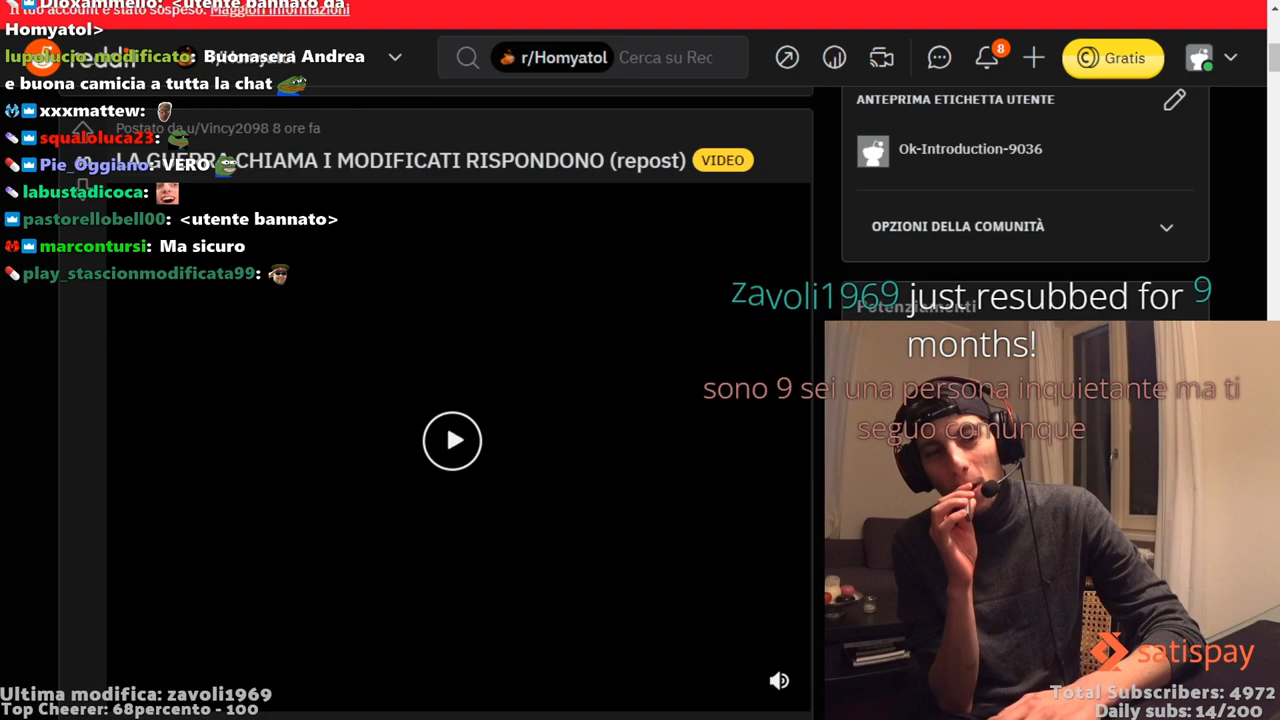 Il tuo account è stato sospeso. Maggiori informazioni
Dioxammello: <utente bannato da
Homyatol>
lupolucio_modificato: Buonasera Andrea
e buona camicia a tutta la chat
xxxmattew:
squaloluca23:
Pie_Oggiano: VERO
labustadicoca:
pastorellobell00: <utente bannato>
marcontursi: Ma sicuro
play_stascionmodificata99:
reddit
r/Homyatol
Cerca su Rec
8
Gratis
Postato da u/Vincy2098 8 ore fa
LA GUERRA CHIAMA I MODIFICATI RISPONDONO (repost)
VIDEO
ANTEPRIMA ETICHETTA UTENTE
Ok-Introduction-9036
OPZIONI DELLA COMUNITÀ
Potenziamenti
zavoli1969 just resubbed for 9
months!
sono 9 sei una persona inquietante ma ti
seguo comunque
satispay
Ultima modifica: zavoli1969
Top Cheerer: 68percento - 100
Total Subscribers: 4972
Daily subs: 14/200